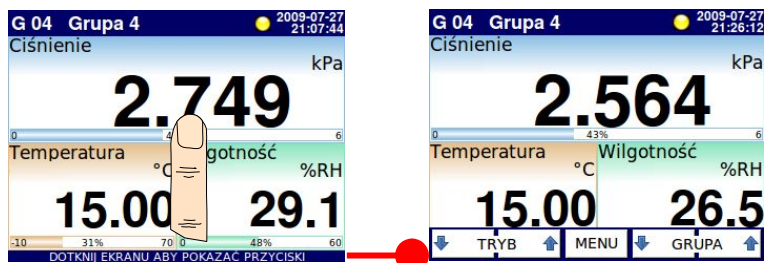 G 04 Grupa 4
2009-07-27
21:07:44
Ciśnienie
kPa
2.749
0 6
Temperatura
°C
gotność
%RH
15.00
29.1
-10 31% 70 0 48% 60
DOTKNIJ EKRANU ABY POKAZAĆ PRZYCISKI
G 04 Grupa 4
2009-07-27
21:26:12
Ciśnienie
kPa
2.564
0 43% 6
Temperatura
°C
Wilgotność
%RH
15.00
26.5
TRYB MENU GRUPA